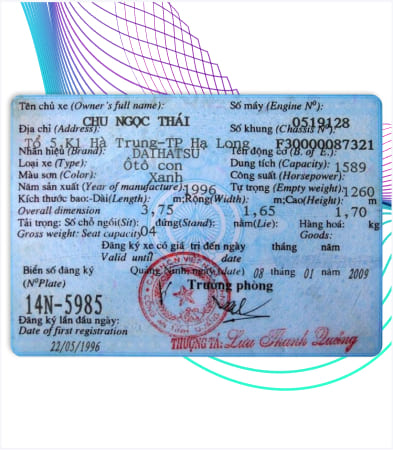 Tên chủ xe (Owner's full name): Số máy (Engine Nº):
CHU NGỌC THÁI 0519128
Địa chỉ (Address): Số khung (Chassis Nº):
Tổ 5 K1 Hà Trung-TP Hạ Long F30000087321
Nhãn hiệu (Brand): DAIHATSU Động cơ (B. of E.):
Loại xe (Type): Ôtô con Dung tích (Capacity): 1589
Màu sơn (Color): Xanh Công suất (Horsepower):
Năm sản xuất (Year of manufacture): 1996 Tự trọng (Empty weight): 1260
Kích thước bao-Dài(Length): m;Rộng(Width): m;Cao(Height): m
Overall dimension 3,75 1,65 1,70
Tải trọng: Số chỗ ngồi(Sit): đứng(Stand): nằm(Lie): Hàng hoá: kg
Gross weight: Seat capacity 04 Goods:
Đăng ký xe có giá trị đến ngày tháng năm
Valid until date
Biển số đăng ký Quảng Ninh, ngày(date) 08 tháng 01 năm 2009
(NºPlate) Trưởng phòng
14N-5985
Đăng ký lần đầu ngày:
Date of first registration
22/05/1996 THƯỢNG TÁ: Lưu Thanh Dưỡng